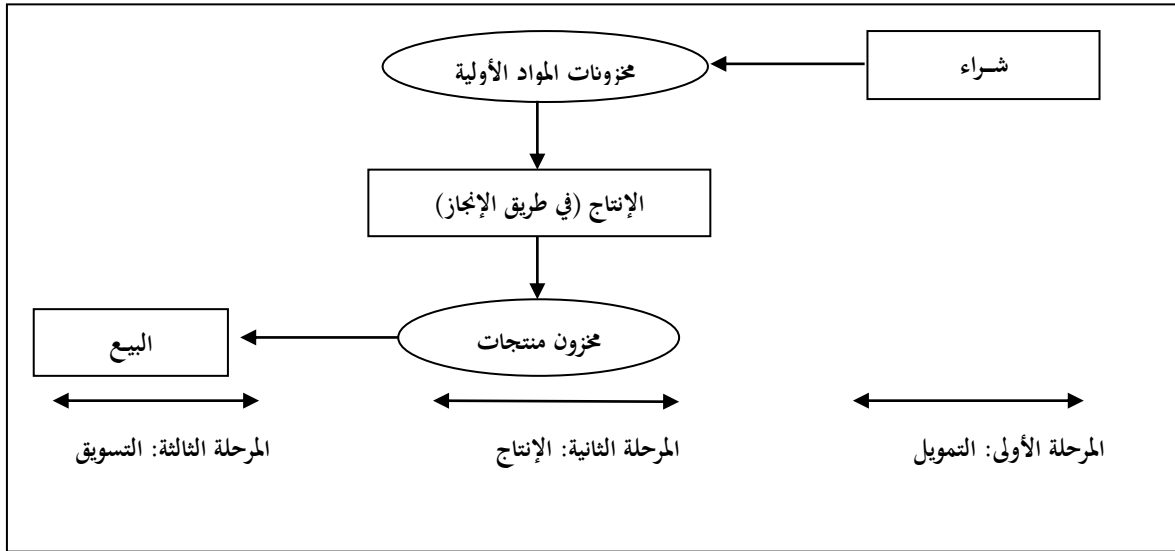 شـراء
مخزونات المواد الأولية
الإنتاج (في طريق الإنجاز)
مخزون منتجات
البيـع
المرحلة الأولى: التمويل
المرحلة الثانية: الإنتاج
المرحلة الثالثة: التسويق